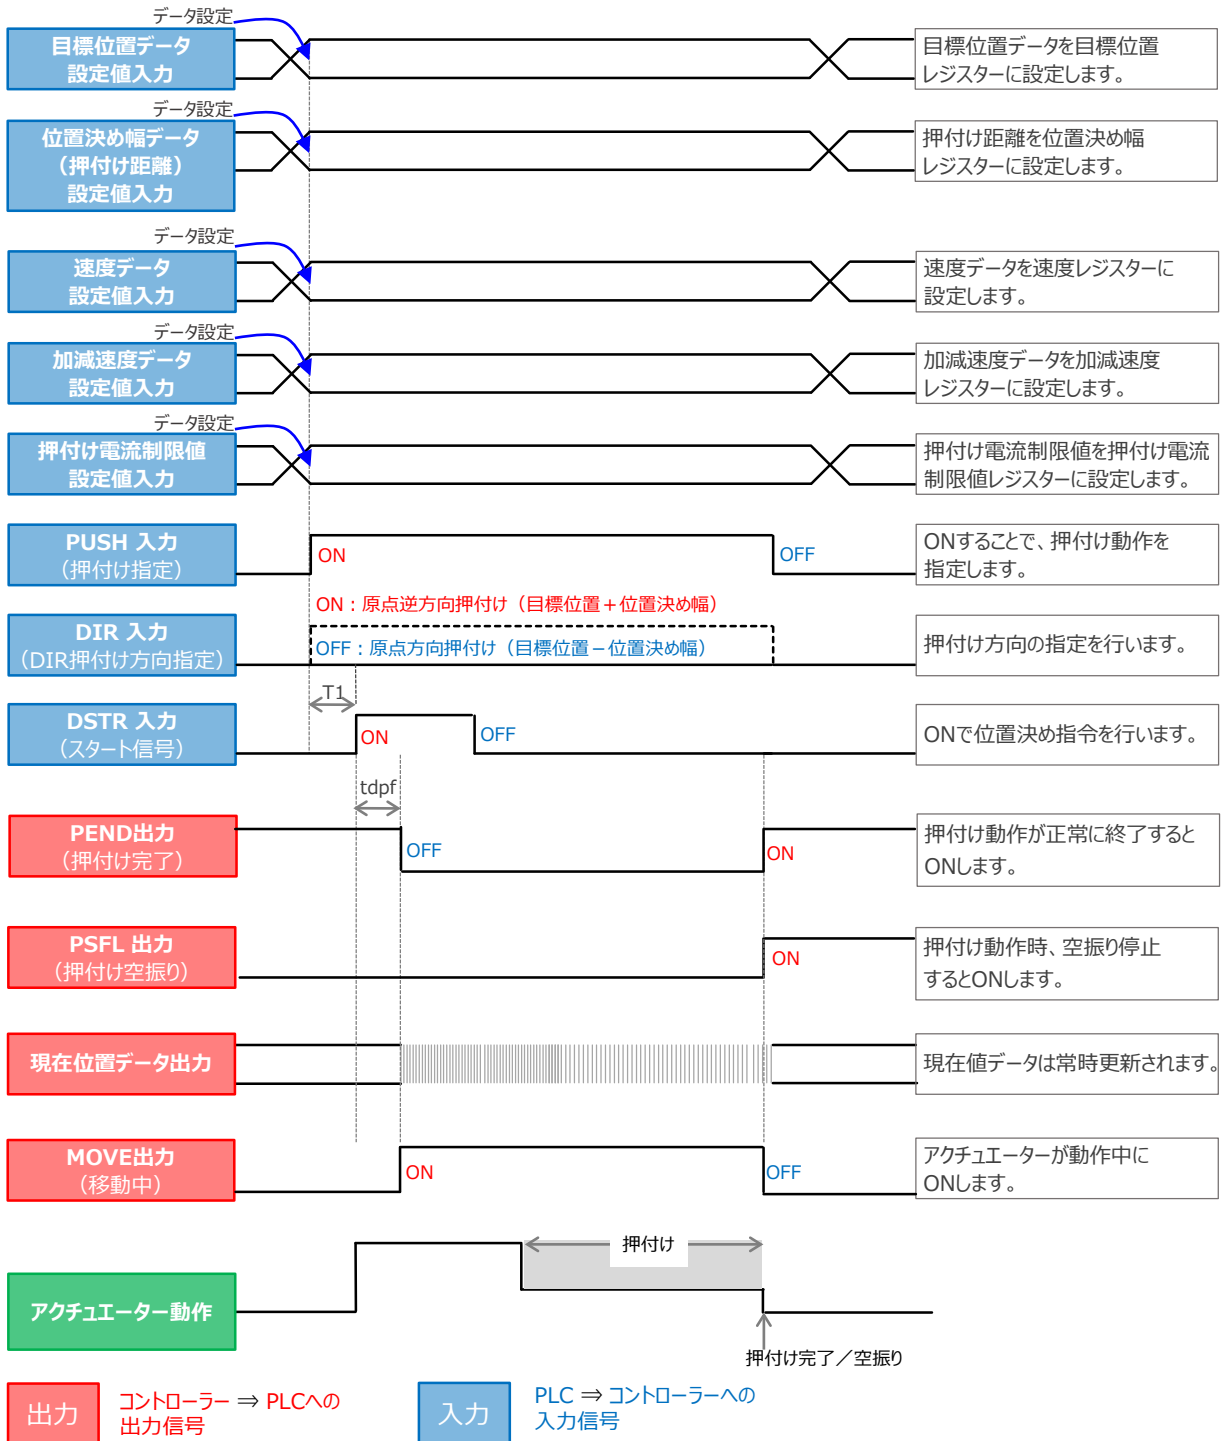 データ設定
目標位置データ
設定値入力
目標位置データを目標位置
レジスターに設定します。
データ設定
位置決め幅データ
（押付け距離）
設定値入力
押付け距離を位置決め幅
レジスターに設定します。
データ設定
速度データ
設定値入力
速度データを速度レジスターに
設定します。
データ設定
加減速度データ
設定値入力
加減速度データを加減速度
レジスターに設定します。
データ設定
押付け電流制限値
設定値入力
押付け電流制限値を押付け電流
制限値レジスターに設定します。
PUSH 入力
（押付け指定）
ON
OFF
ONすることで、押付け動作を
指定します。
ON：原点逆方向押付け（目標位置＋位置決め幅）
DIR 入力
（DIR押付け方向指定）
OFF：原点方向押付け（目標位置－位置決め幅）
押付け方向の指定を行います。
T1
DSTR 入力
（スタート信号）
ON
OFF
ONで位置決め指令を行います。
tdpf
PEND出力
（押付け完了）
OFF
ON
押付け動作が正常に終了すると
ONします。
PSFL 出力
（押付け空振り）
ON
押付け動作時、空振り停止
するとONします。
現在位置データ出力
現在値データは常時更新されます。
MOVE出力
（移動中）
ON
OFF
アクチュエーターが動作中に
ONします。
押付け
アクチュエーター動作
押付け完了／空振り
出力
コントローラー ⇒ PLCへの
出力信号
入力
PLC ⇒ コントローラーへの
入力信号